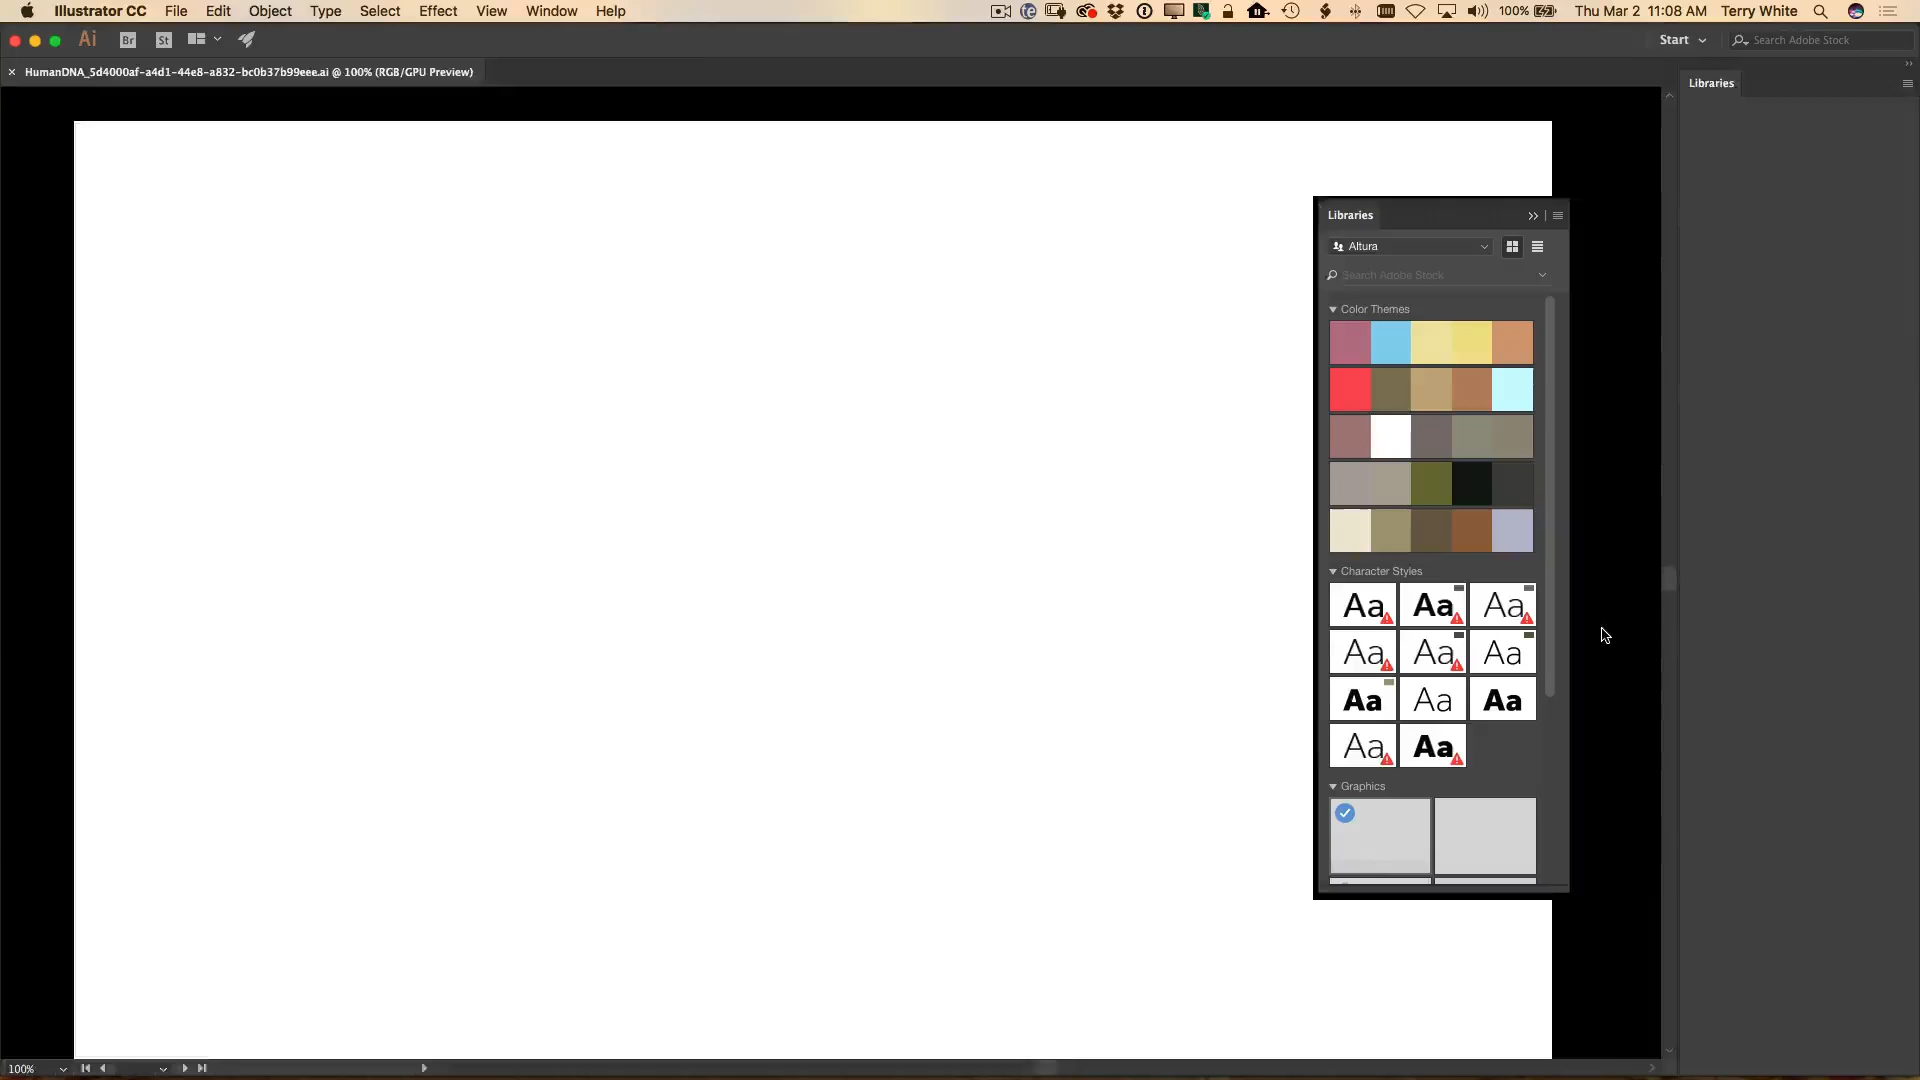 Illustrator CC File Edit Object Type Select Effect View Window Help 100% Thu Mar 2 11:08 AM Terry White
Ai Br St Start Search Adobe Stock
HumanDNA_5d4000af-a4d1-44e8-a832-bc0b37b99eee.ai @ 100% (RGB/GPU Preview)
Libraries
Libraries
Altura
Search Adobe Stock
Color Themes
Character Styles
Aa Aa Aa
Aa Aa Aa
Aa Aa Aa
Aa Aa
Graphics
100%